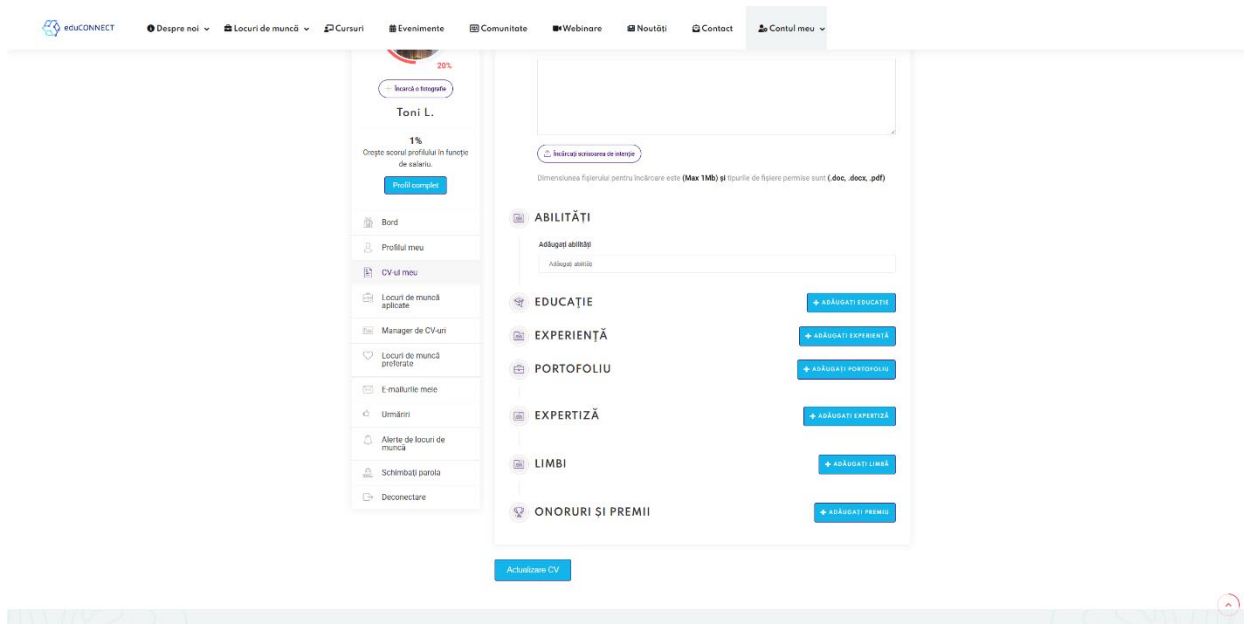 eduCONNECT
Despre noi
Locuri de muncă
Cursuri
Evenimente
Comunitate
Webinare
Noutăți
Contact
Contul meu
20%
Încarcă o fotografie
Toni L.
1%
Crește scorul profilului în funcție
de salariu.
Profil complet
Bord
Profilul meu
CV-ul meu
Locuri de muncă
aplicate
Manager de CV-uri
Locuri de muncă
preferate
E-mailurile mele
Urmăriri
Alerte de locuri de
muncă
Schimbați parola
Deconectare
Încărcați scrisoarea de intenție
Dimensiunea fișierului pentru încărcare este (Max 1Mb) și tipurile de fișiere permise sunt (.doc, .docx, .pdf)
ABILITĂȚI
Adăugați abilități
Adăugați abilități
EDUCAȚIE
+ ADĂUGAȚI EDUCAȚIE
EXPERIENȚĂ
+ ADĂUGAȚI EXPERIENȚĂ
PORTOFOLIU
+ ADĂUGAȚI PORTOFOLIU
EXPERTIZĂ
+ ADĂUGAȚI EXPERTIZĂ
LIMBI
+ ADĂUGAȚI LIMBĂ
ONORURI ȘI PREMII
+ ADĂUGAȚI PREMIU
Actualizare CV